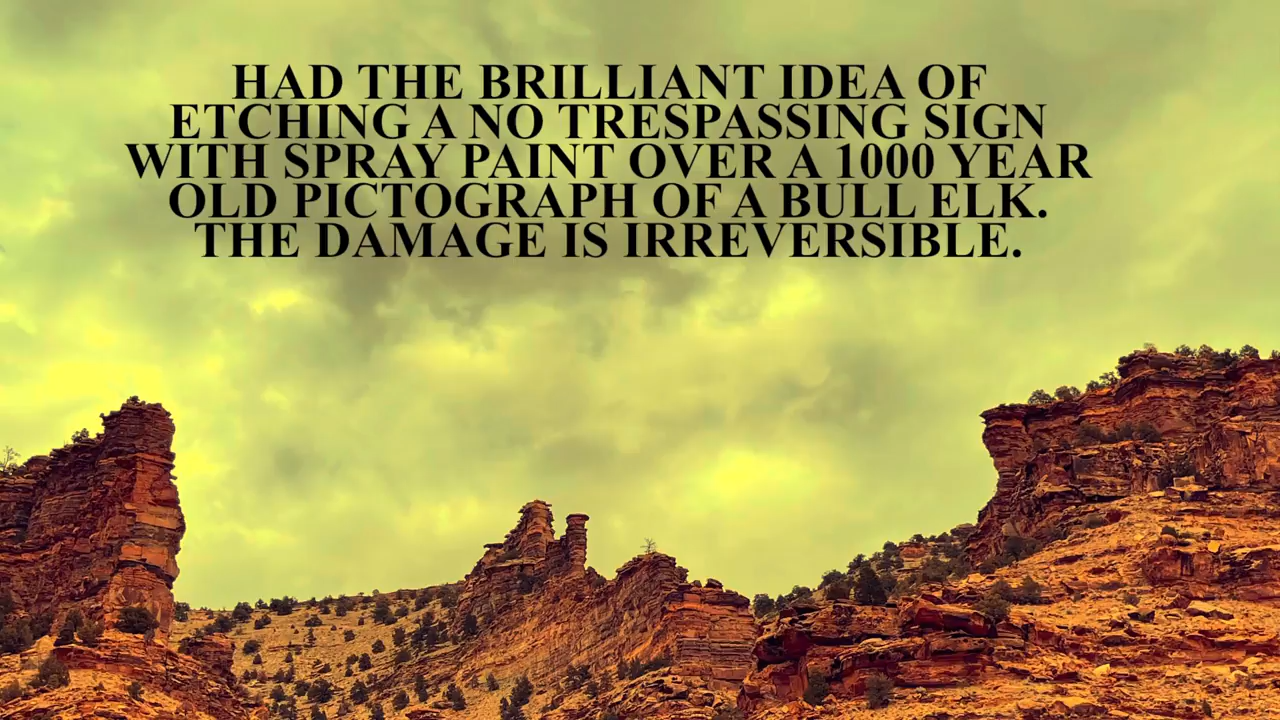 HAD THE BRILLIANT IDEA OF
ETCHING A NO TRESPASSING SIGN
WITH SPRAY PAINT OVER A 1000 YEAR
OLD PICTOGRAPH OF A BULL ELK.
THE DAMAGE IS IRREVERSIBLE.